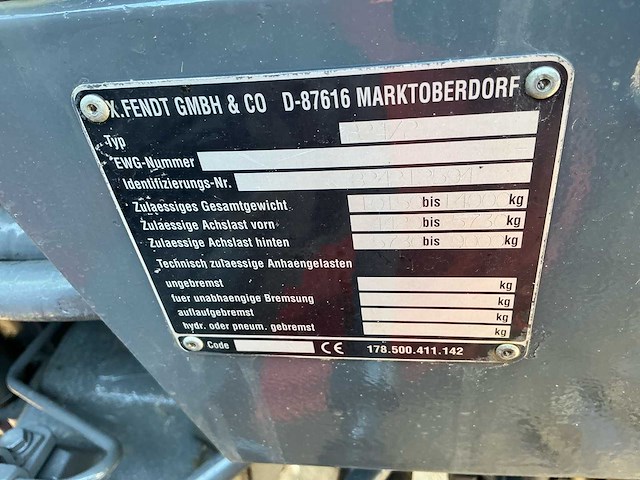 X.FENDT GMBH & CO D-87616 MARKTOBERDORF
Typ
EWG-Nummer
Identifizierungs-Nr.
Zulaessiges Gesamtgewicht bis kg
Zulaessige Achslast vorn bis kg
Zulaessige Achslast hinten bis kg
Technisch zulaessige Anhaengelasten
ungebremst kg
fuer unabhaengige Bremsung kg
auflaufgebremst kg
hydr. oder pneum. gebremst kg
Code CE 178.500.411.142